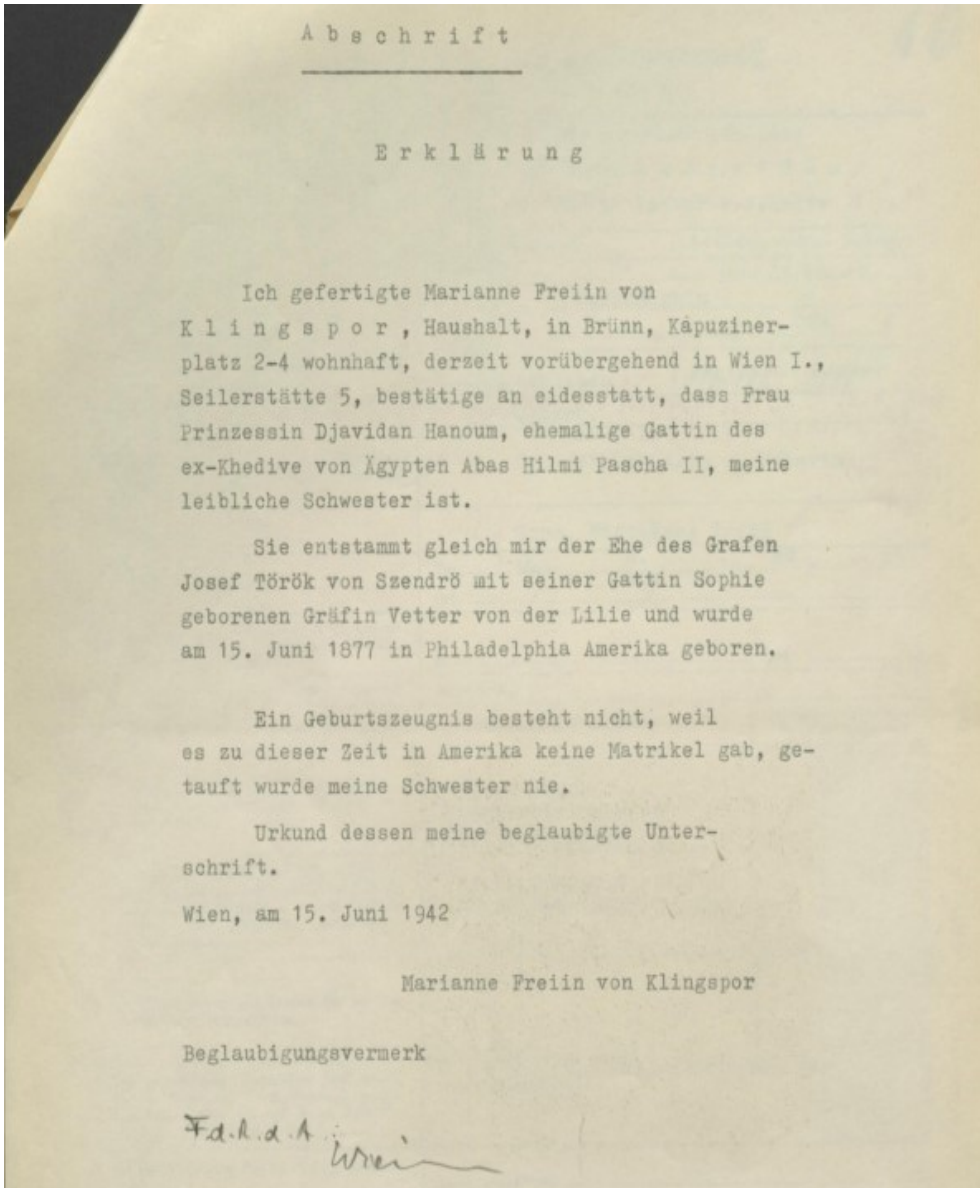 Abschrift
Erklärung
Ich gefertigte Marianne Freiin von
Klingspor, Haushalt, in Brünn, Kapuziner-
platz 2-4 wohnhaft, derzeit vorübergehend in Wien I.,
Seilerstätte 5, bestätige an eidesstatt, dass Frau
Prinzessin Djavidan Hanoum, ehemalige Gattin des
ex-Khedive von Ägypten Abas Hilmi Pascha II, meine
leibliche Schwester ist.
Sie entstammt gleich mir der Ehe des Grafen
Josef Török von Szendrö mit seiner Gattin Sophie
geborenen Gräfin Vetter von der Lilie und wurde
am 15. Juni 1877 in Philadelphia Amerika geboren.
Ein Geburtszeugnis besteht nicht, weil
es zu dieser Zeit in Amerika keine Matrikel gab, ge-
tauft wurde meine Schwester nie.
Urkund dessen meine beglaubigte Unter-
schrift.
Wien, am 15. Juni 1942
Marianne Freiin von Klingspor
Beglaubigungsvermerk
F.d.R.d.A.: